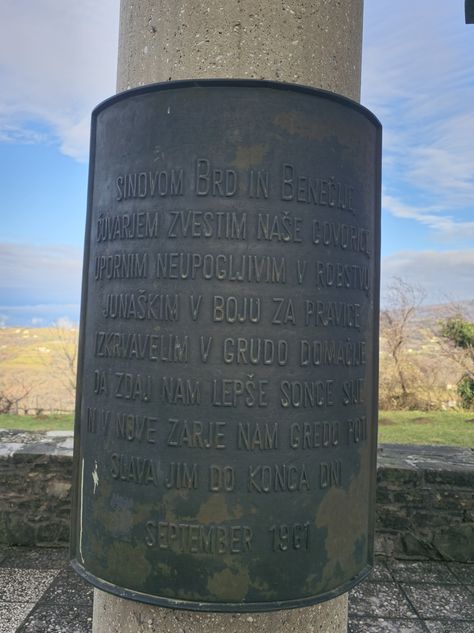 SINOVOM BRD IN BENEČIJE
ČUVARJEM ZVESTIM NAŠE GOVORICE
UPORNIM NEUPOGLJIVIM V ROBSTVU
JUNAŠKIM V BOJU ZA PRAVICE
IZKRVAVELIM V GRUDO DOMAČIJE
DA ZDAJ NAM LEPŠE SONCE SIJE
IN V NOVE ZARJE NAM GREDO POTI
SLAVA JIM DO KONCA DNI
SEPTEMBER 1961